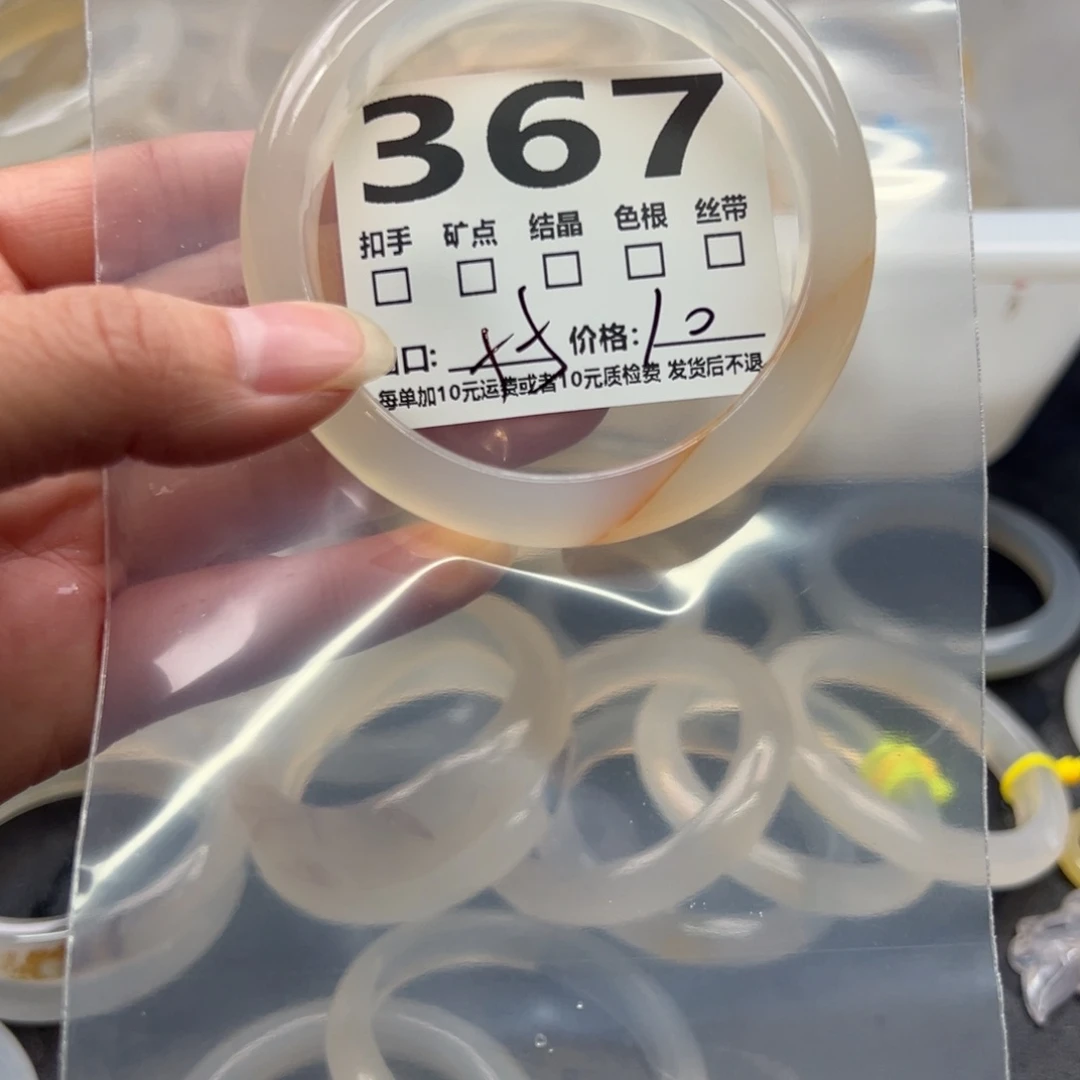 367
扣手 矿点 结晶 色根 丝带
口: 价格: 10
每单加10元运费或者10元质检费 发货后不退